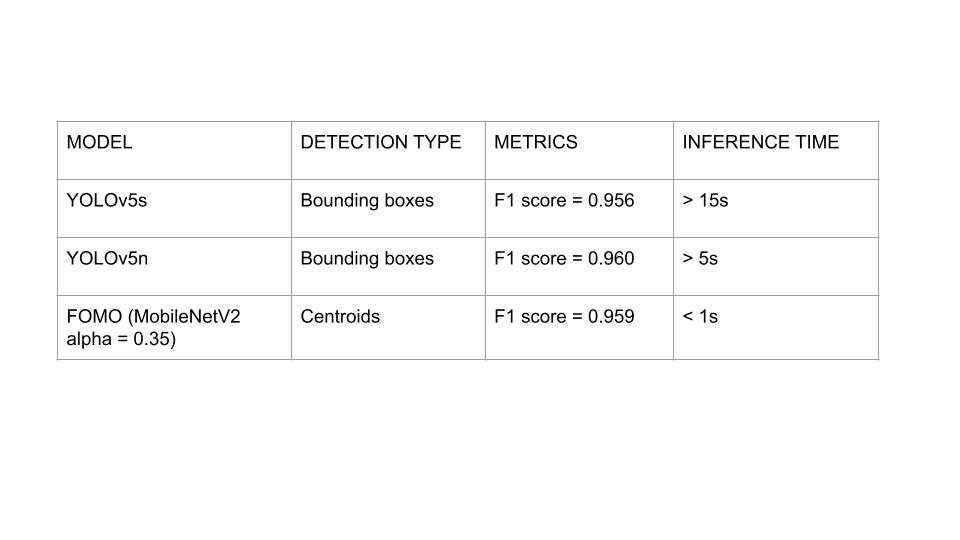 MODEL DETECTION TYPE METRICS INFERENCE TIME
YOLOv5s Bounding boxes F1 score = 0.956 > 15s
YOLOv5n Bounding boxes F1 score = 0.960 > 5s
FOMO (MobileNetV2 Centroids F1 score = 0.959 < 1s
alpha = 0.35)